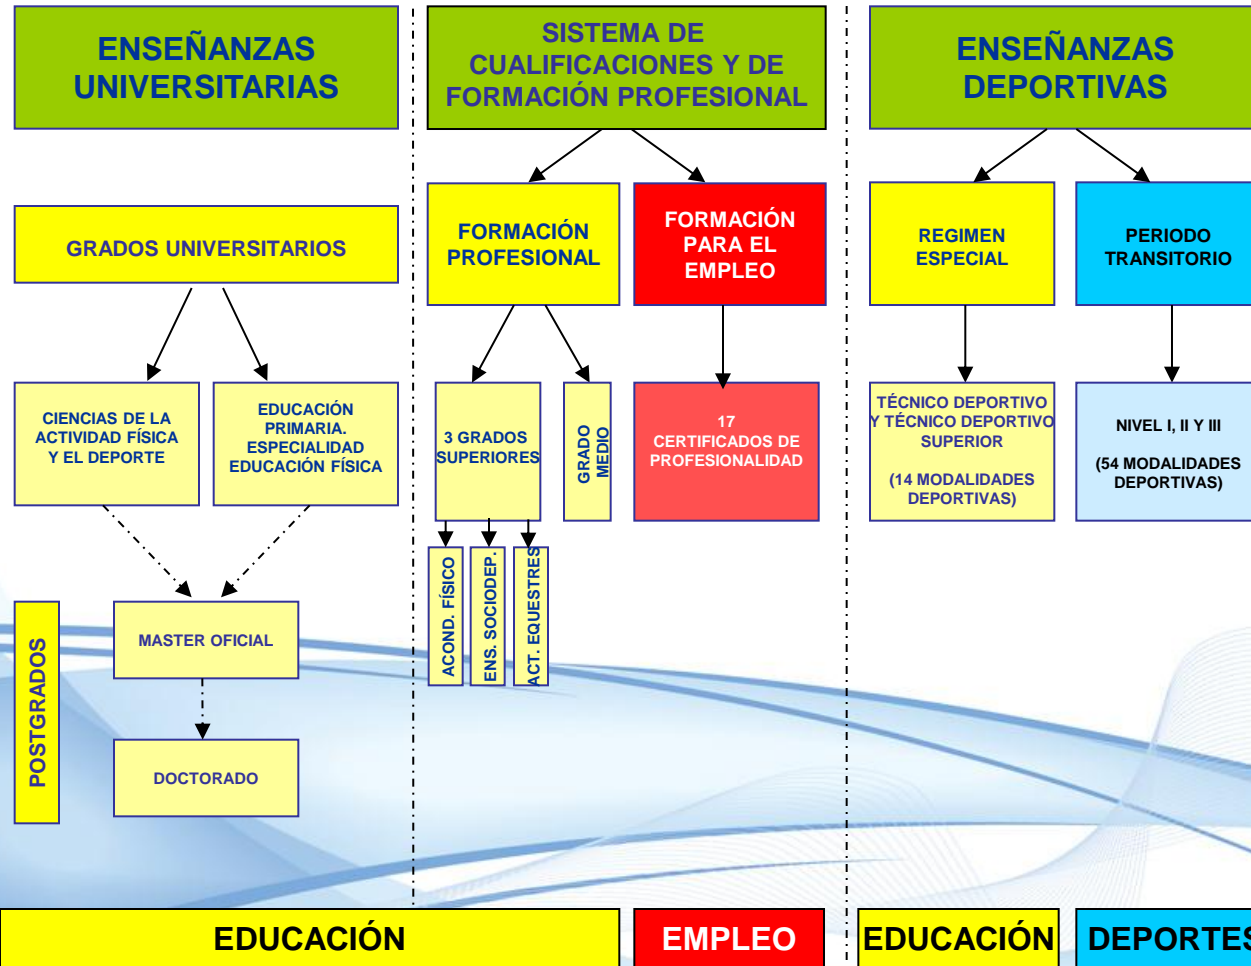 ENSEÑANZAS
UNIVERSITARIAS
SISTEMA DE
CUALIFICACIONES Y DE
FORMACIÓN PROFESIONAL
ENSEÑANZAS
DEPORTIVAS
GRADOS UNIVERSITARIOS
FORMACIÓN
PROFESIONAL
FORMACIÓN
PARA EL
EMPLEO
REGIMEN
ESPECIAL
PERIODO
TRANSITORIO
CIENCIAS DE LA
ACTIVIDAD FÍSICA
Y EL DEPORTE
EDUCACIÓN
PRIMARIA.
ESPECIALIDAD
EDUCACIÓN FÍSICA
3 GRADOS
SUPERIORES
GRADO
MEDIO
17
CERTIFICADOS DE
PROFESIONALIDAD
TÉCNICO DEPORTIVO
Y TÉCNICO DEPORTIVO
SUPERIOR
(14 MODALIDADES
DEPORTIVAS)
NIVEL I, II Y III
(54 MODALIDADES
DEPORTIVAS)
ACOND. FÍSICO
ENS. SOCIODEP.
ACT. EQUESTRES
POSTGRADOS
MASTER OFICIAL
DOCTORADO
EDUCACIÓN
EMPLEO
EDUCACIÓN
DEPORTES